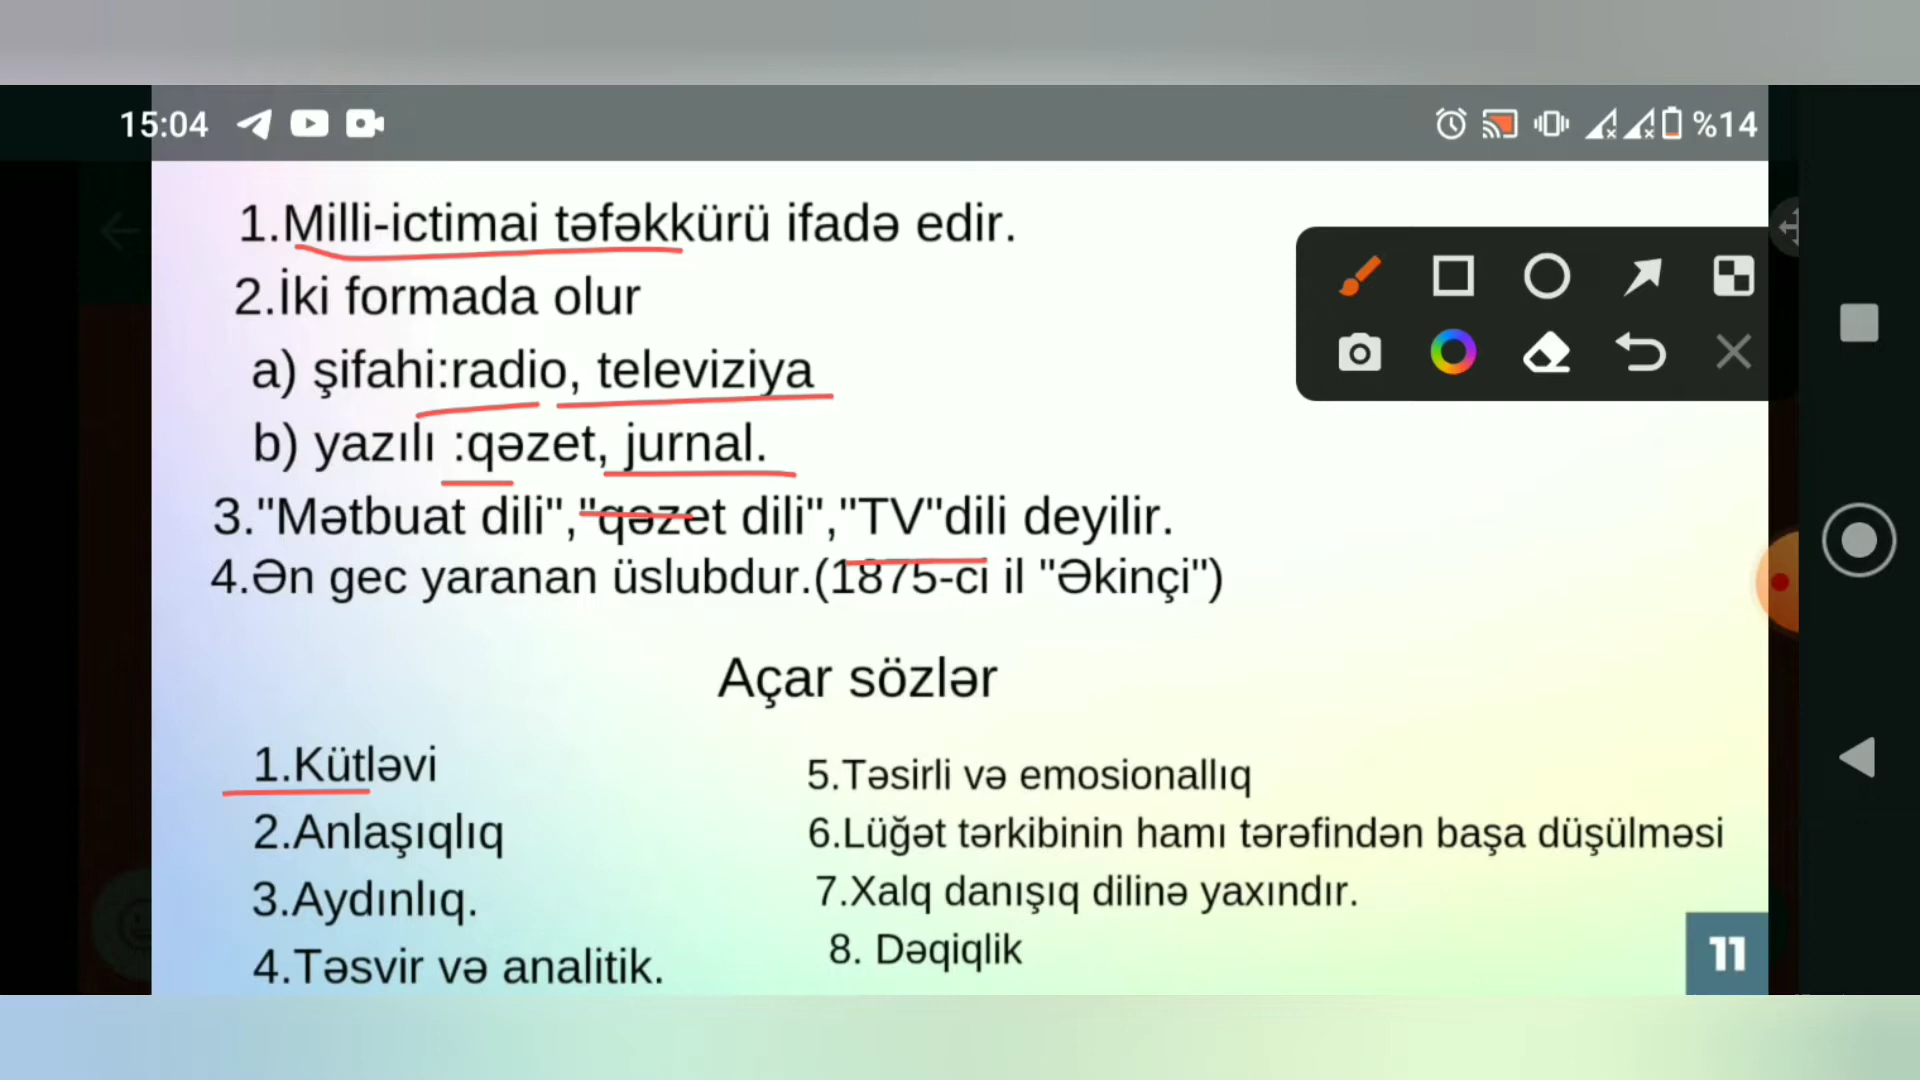 15:04 %14
1.Milli-ictimai təfəkkürü ifadə edir.
2.İki formada olur
a) şifahi:radio, televiziya
b) yazılı :qəzet, jurnal.
3."Mətbuat dili","qəzet dili","TV"dili deyilir.
4.Ən gec yaranan üslubdur.(1875-ci il "Əkinçi")
Açar sözlər
1.Kütləvi
2.Anlaşıqlıq
3.Aydınlıq.
4.Təsvir və analitik.
5.Təsirli və emosionallıq
6.Lüğət tərkibinin hamı tərəfindən başa düşülməsi
7.Xalq danışıq dilinə yaxındır.
8. Dəqiqlik
11